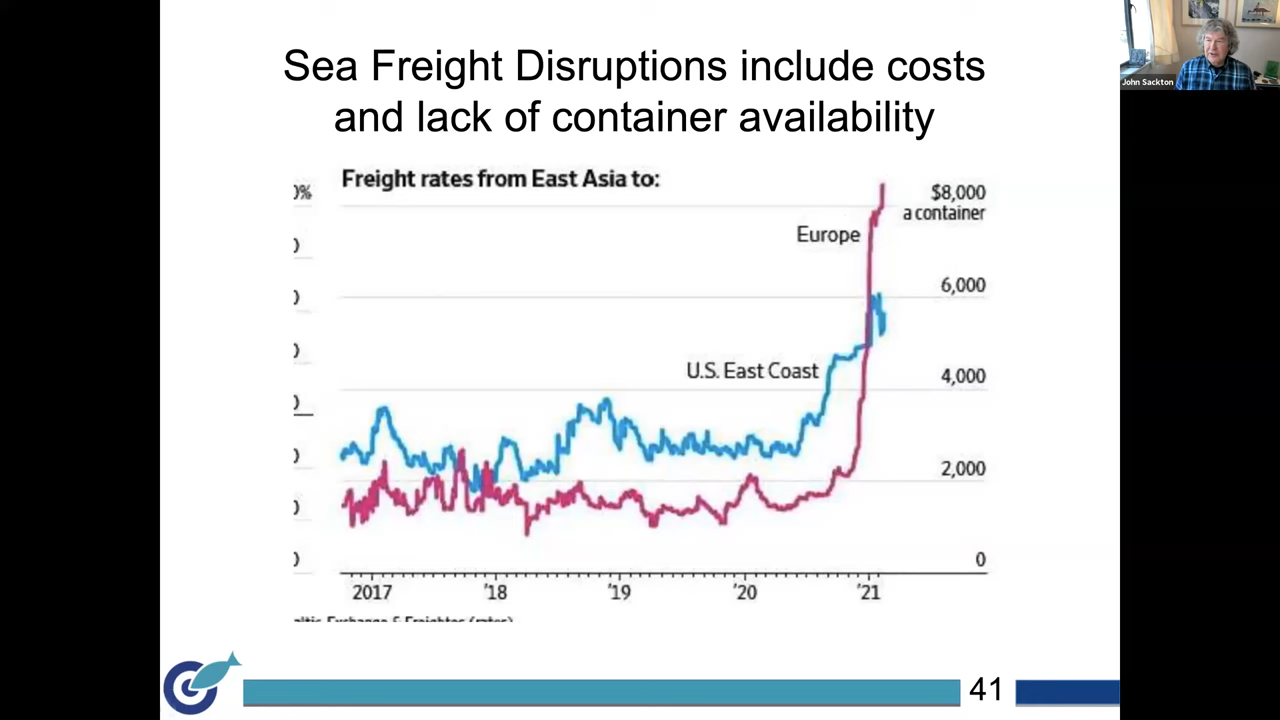 Sea Freight Disruptions include costs
and lack of container availability
John Sackton
Freight rates from East Asia to:
)%
$8,000
a container
Europe
6,000
U.S. East Coast
4,000
2,000
0
2017
'18
'19
'20
'21
41